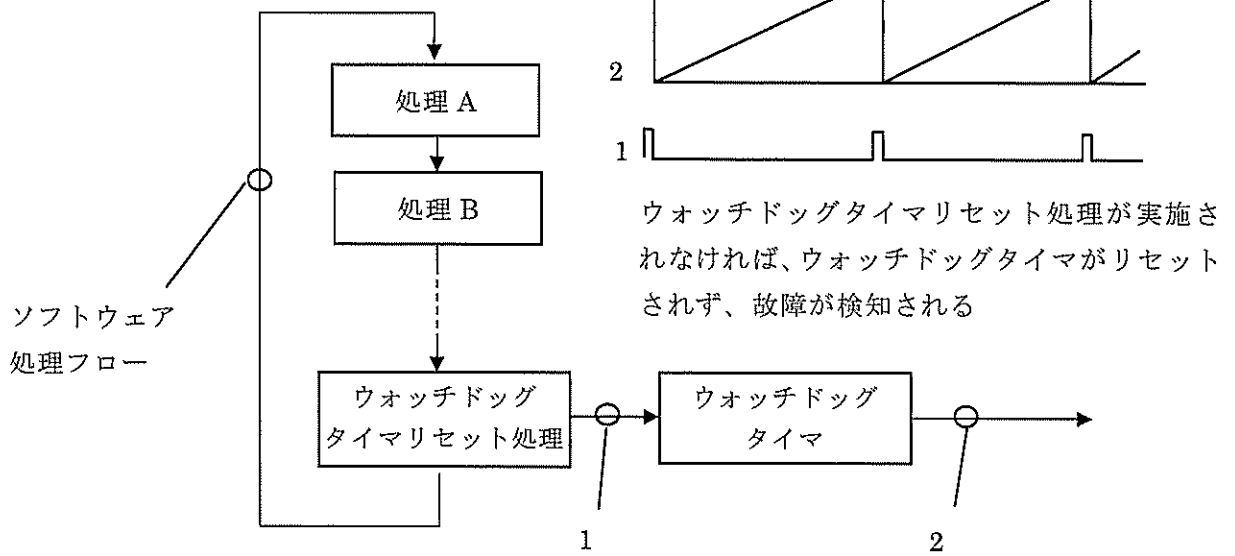 処理 A
処理 B
ソフトウェア
処理フロー
ウォッチドッグ
タイマリセット処理
ウォッチドッグ
タイマ
1
2
2
1
ウォッチドッグタイマリセット処理が実施さ
れなければ、ウォッチドッグタイマがリセット
されず、故障が検知される